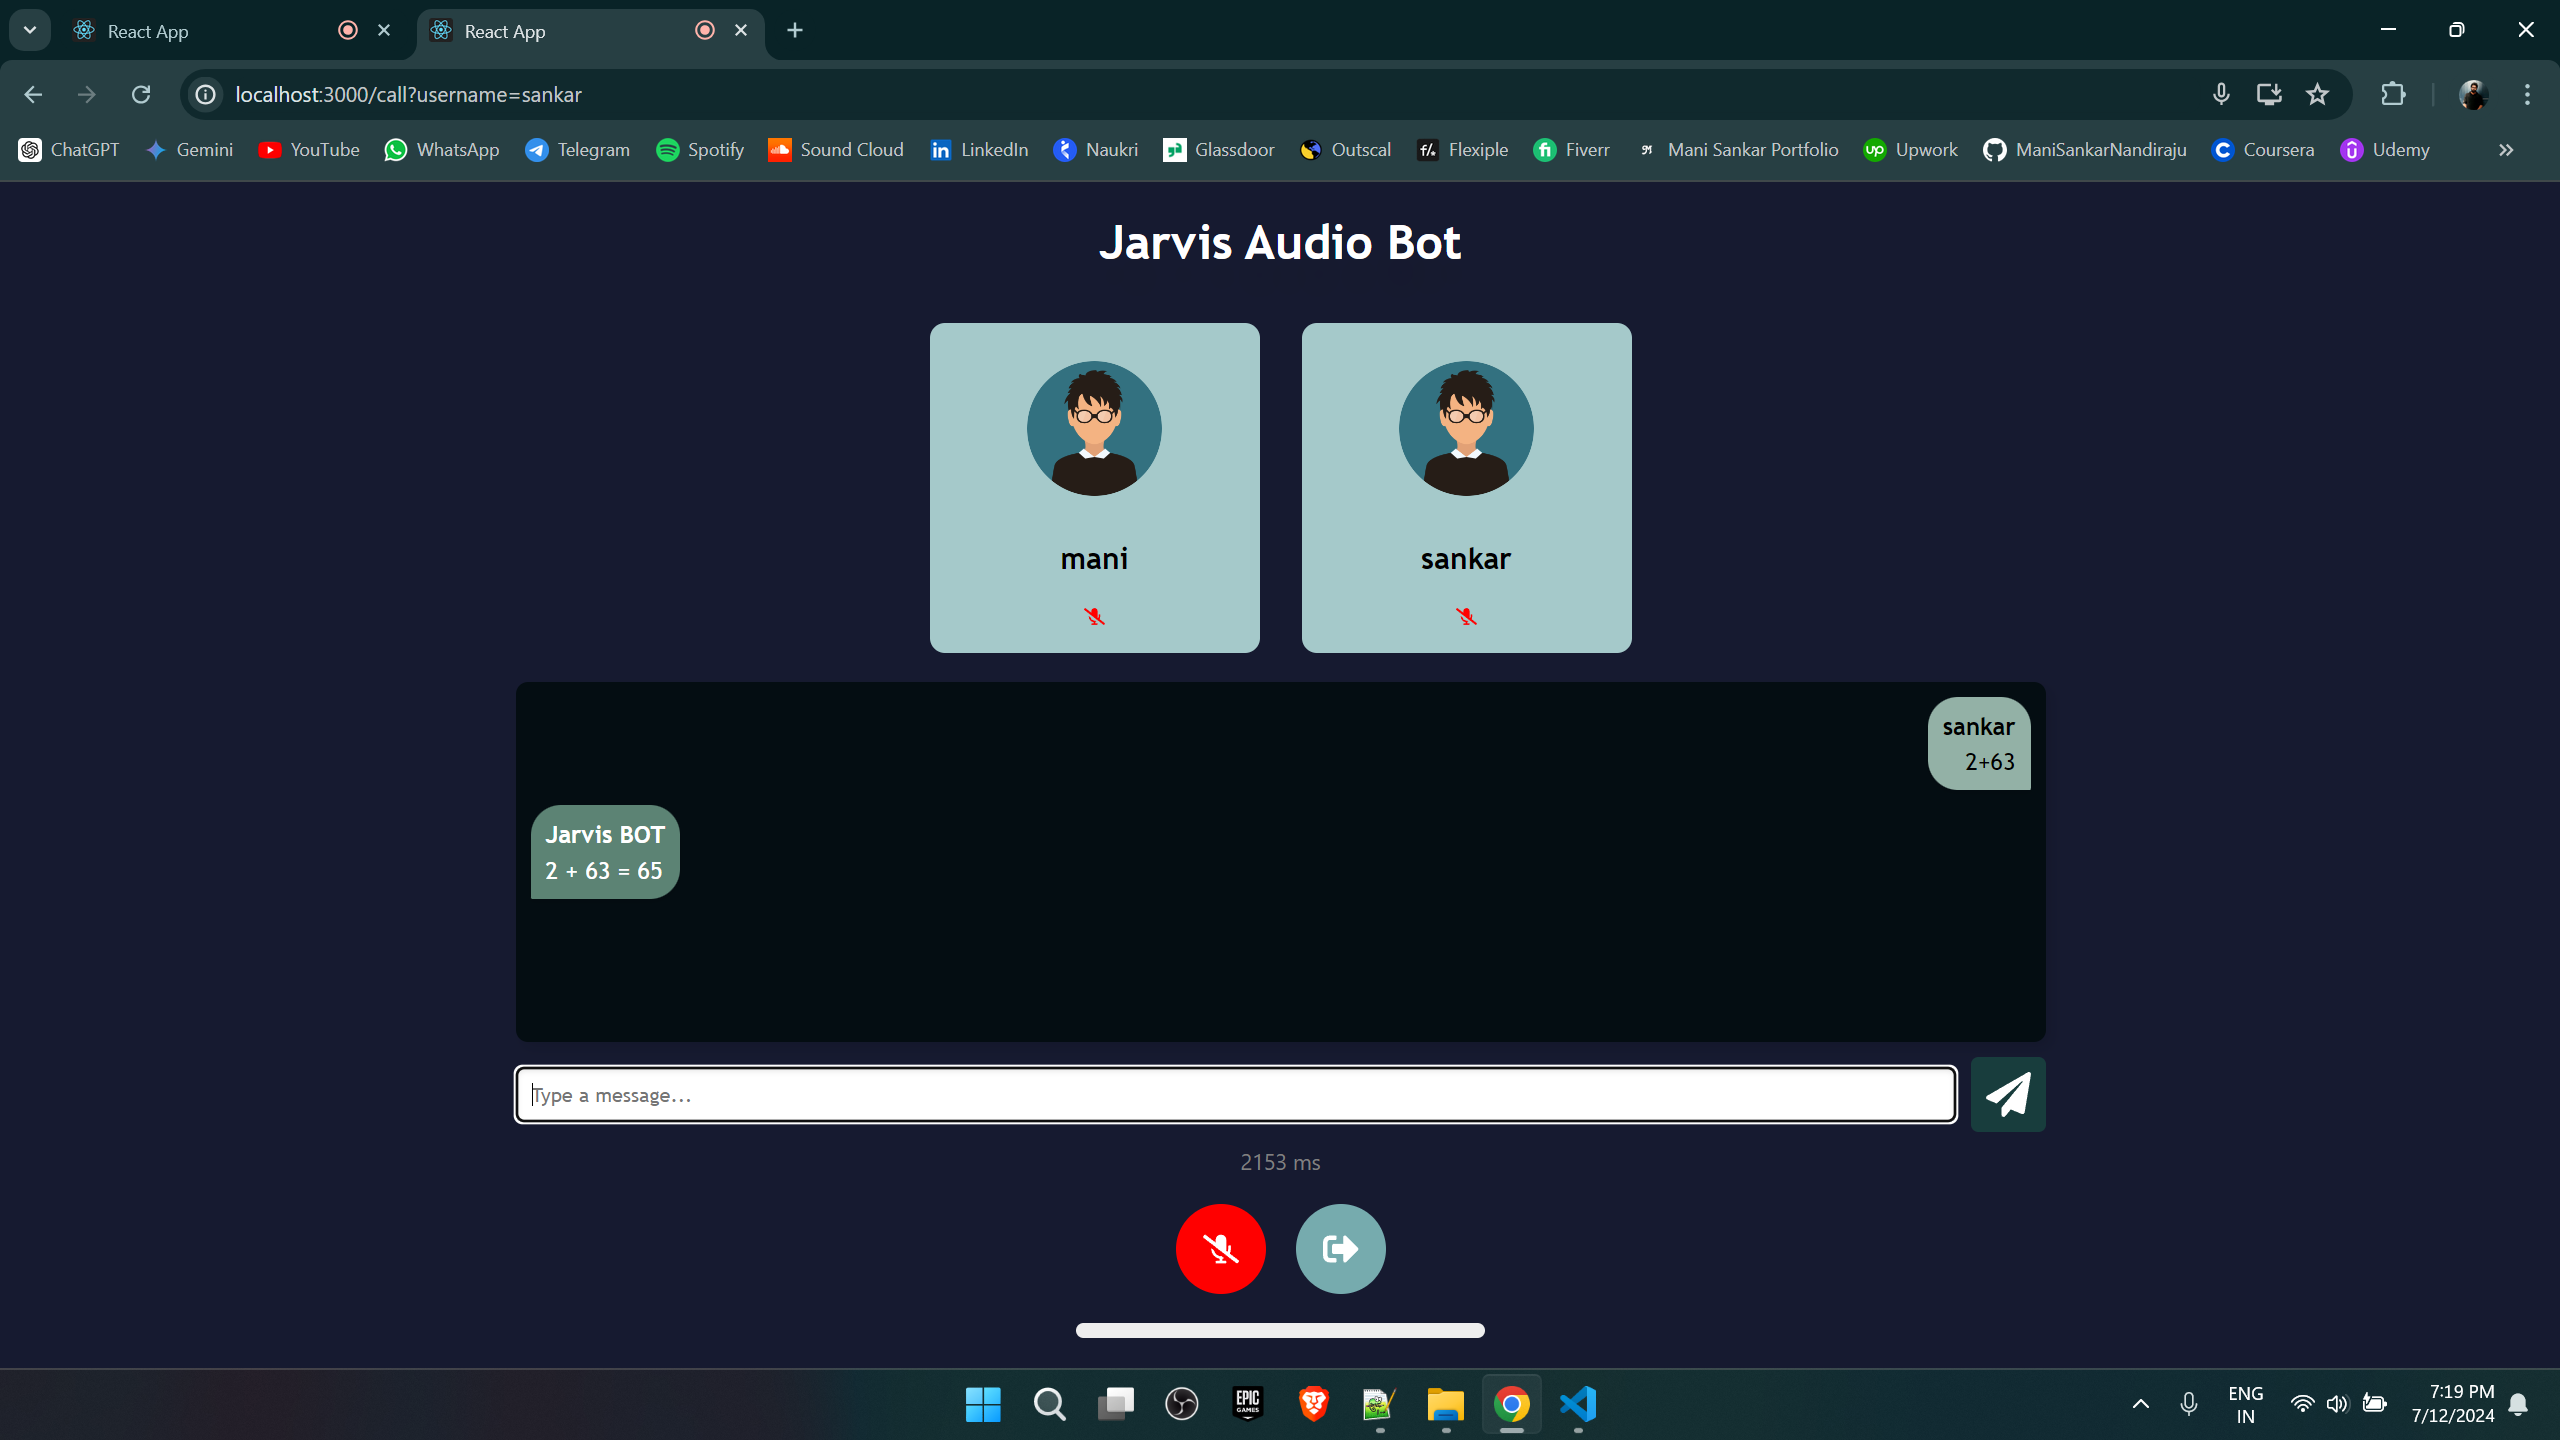 React App
React App
localhost:3000/call?username=sankar
ChatGPT
Gemini
YouTube
WhatsApp
Telegram
Spotify
Sound Cloud
LinkedIn
Naukri
Glassdoor
Outscal
Flexiple
Fiverr
Mani Sankar Portfolio
Upwork
ManiSankarNandiraju
Coursera
Udemy
Jarvis Audio Bot
mani
sankar
sankar
2+63
Jarvis BOT
2 + 63 = 65
Type a message...
2153 ms
EPIC
GAMES
ENG
IN
7:19 PM
7/12/2024